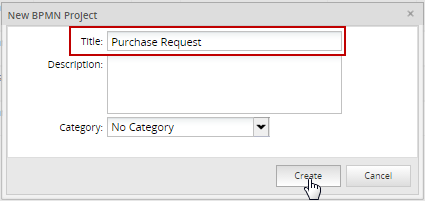 New BPMN Project
Title: Purchase Request
Description:
Category: No Category
Create Cancel